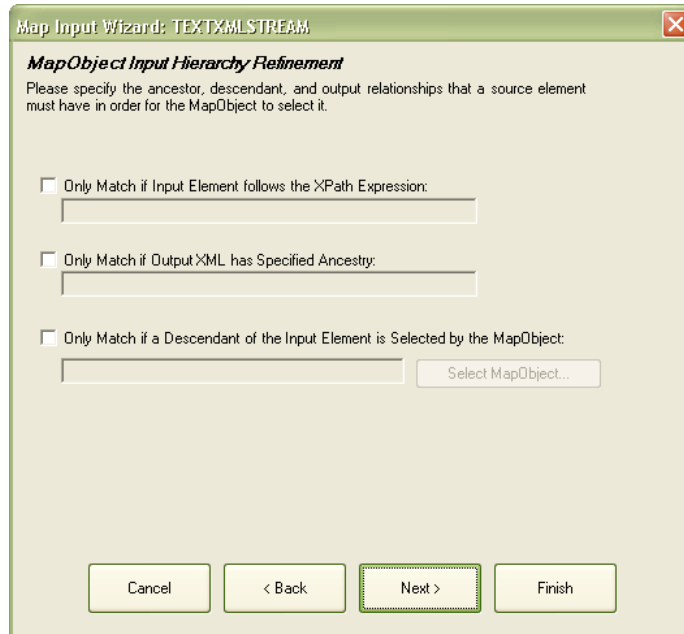 Map Input Wizard: TEXTXMLSTREAM
MapObject Input Hierarchy Refinement
Please specify the ancestor, descendant, and output relationships that a source element
must have in order for the MapObject to select it.
Only Match if Input Element follows the XPath Expression:
Only Match if Output XML has Specified Ancestry:
Only Match if a Descendant of the Input Element is Selected by the MapObject:
Select MapObject...
Cancel
< Back
Next >
Finish